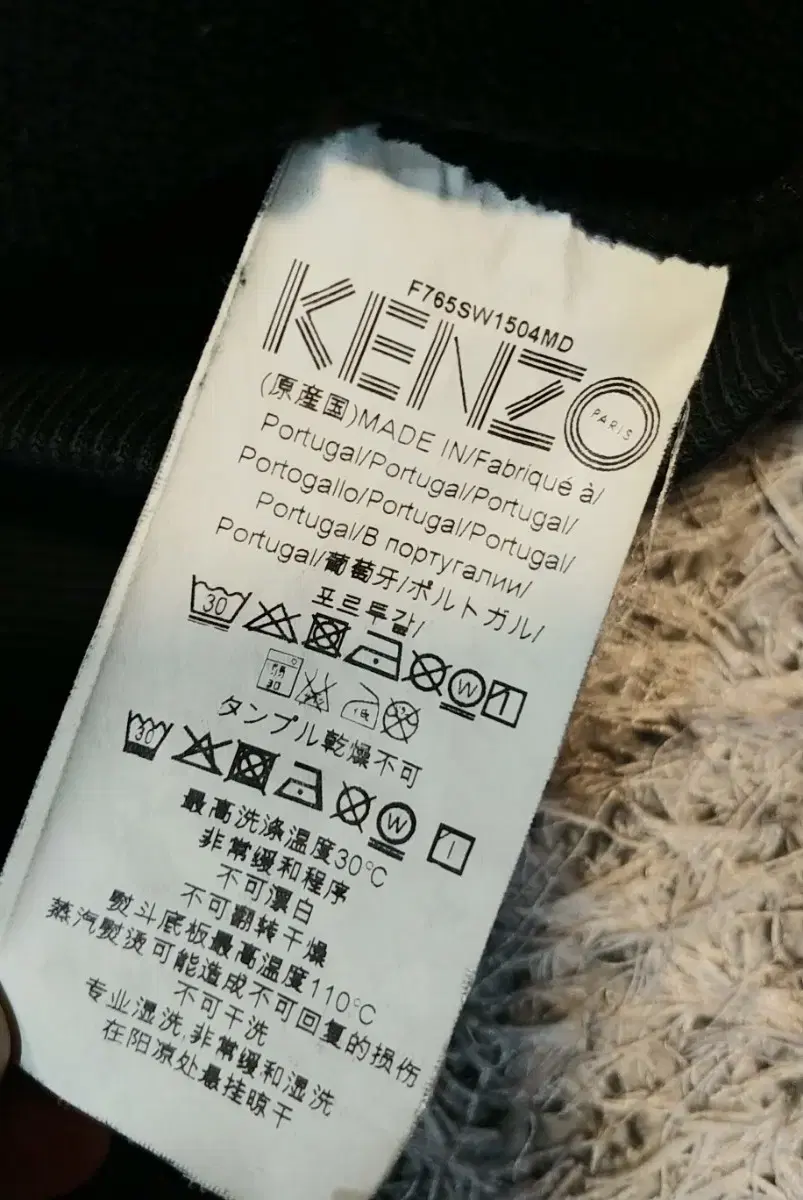 F765SW1504MD
KENZO
PARIS
(原産国)MADE IN/Fabriqué à/
Portugal/Portugal/Portugal/
Portogallo/Portugal/Portugal/
Portugal/В португалии/
Portugal/葡萄牙/ポルトガル/
포르투갈/
30
W
30
タンブル乾燥不可
30
W
最高洗涤温度30°C
非常缓和程序
不可漂白
不可翻转干燥
熨斗底板最高温度110°C
蒸汽熨烫可能造成不可回复的损伤
不可干洗
专业湿洗 非常缓和湿洗
在阳凉处悬挂晾干